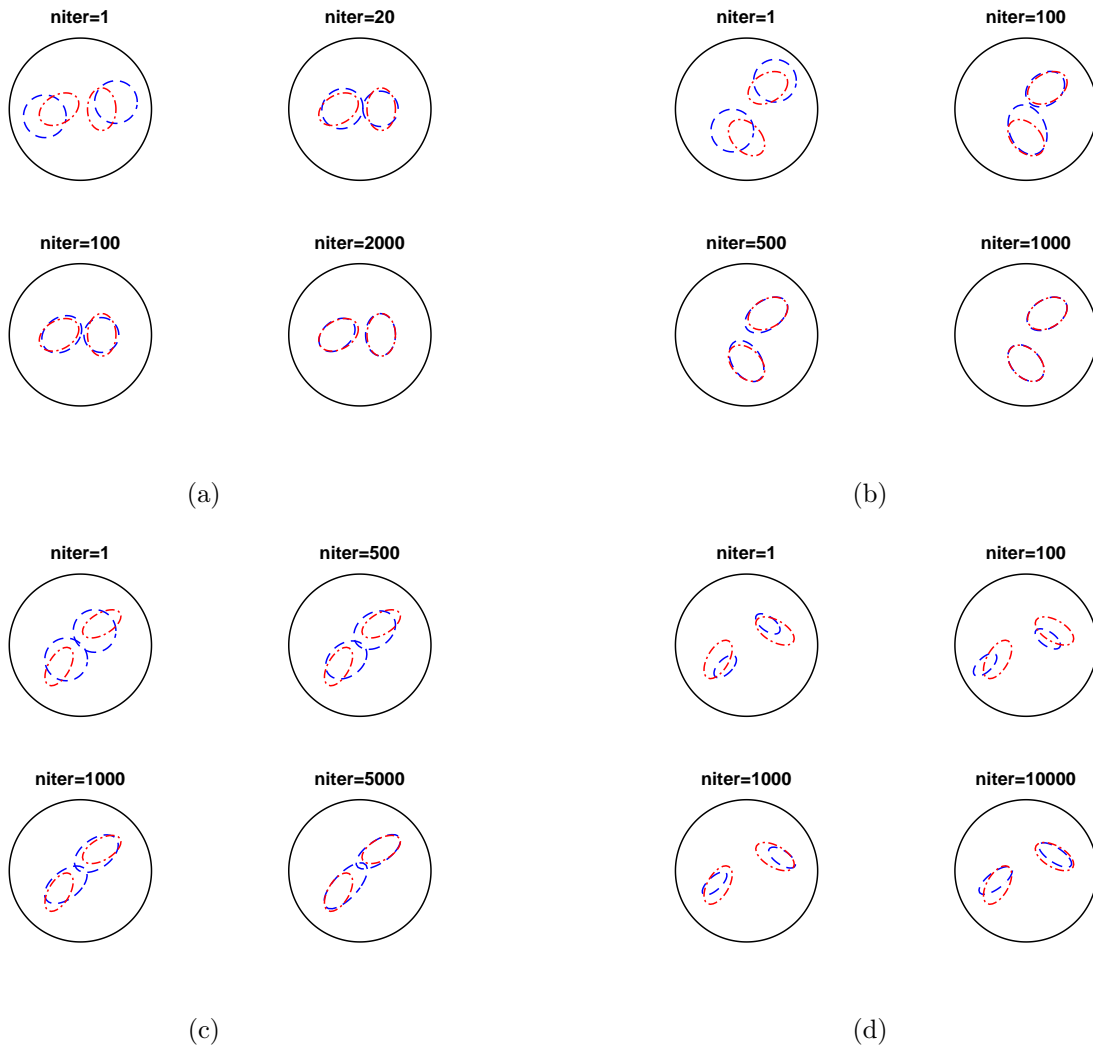 niter=1
niter=20
niter=100
niter=2000
(a)
niter=1
niter=100
niter=500
niter=1000
(b)
niter=1
niter=500
niter=1000
niter=5000
(c)
niter=1
niter=100
niter=1000
niter=10000
(d)